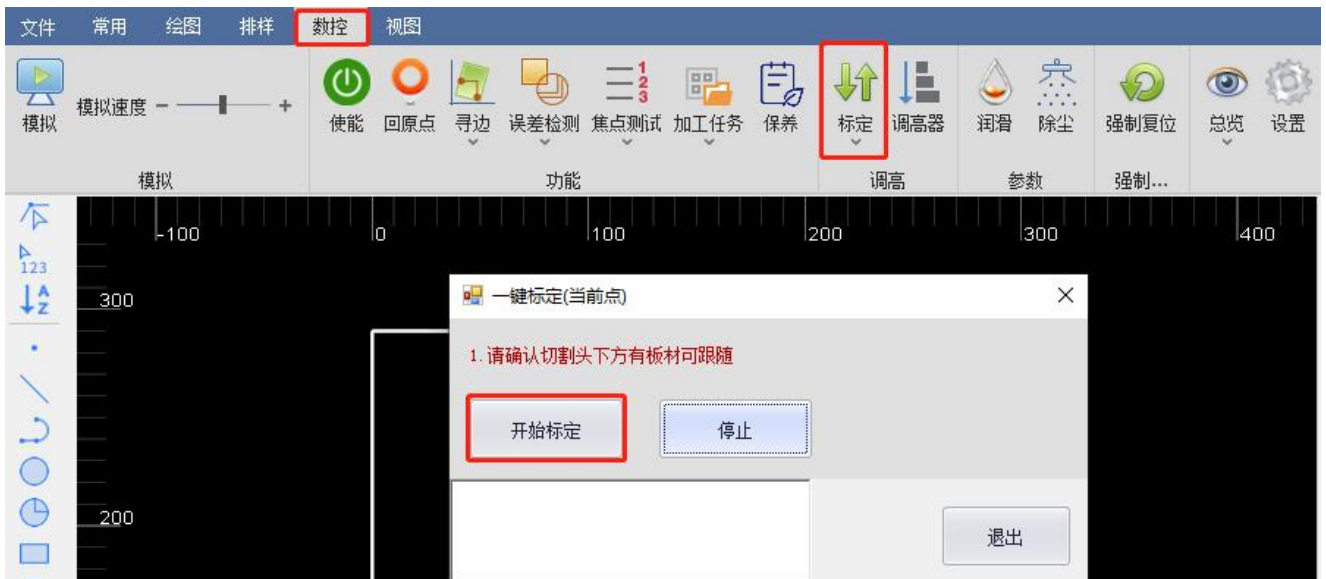 文件 常用 绘图 排样 数控 视图
模拟 模拟速度 − + 使能 回原点 寻边 误差检测 123 焦点测试 加工任务 保养 标定 调高器 润滑 除尘 强制复位 总览 设置
模拟 功能 调高 参数 强制...
-100 0 100 200 300 400
123
A
Z
300
一键标定(当前点)
1.请确认切割头下方有板材可跟随
开始标定 停止
200
退出